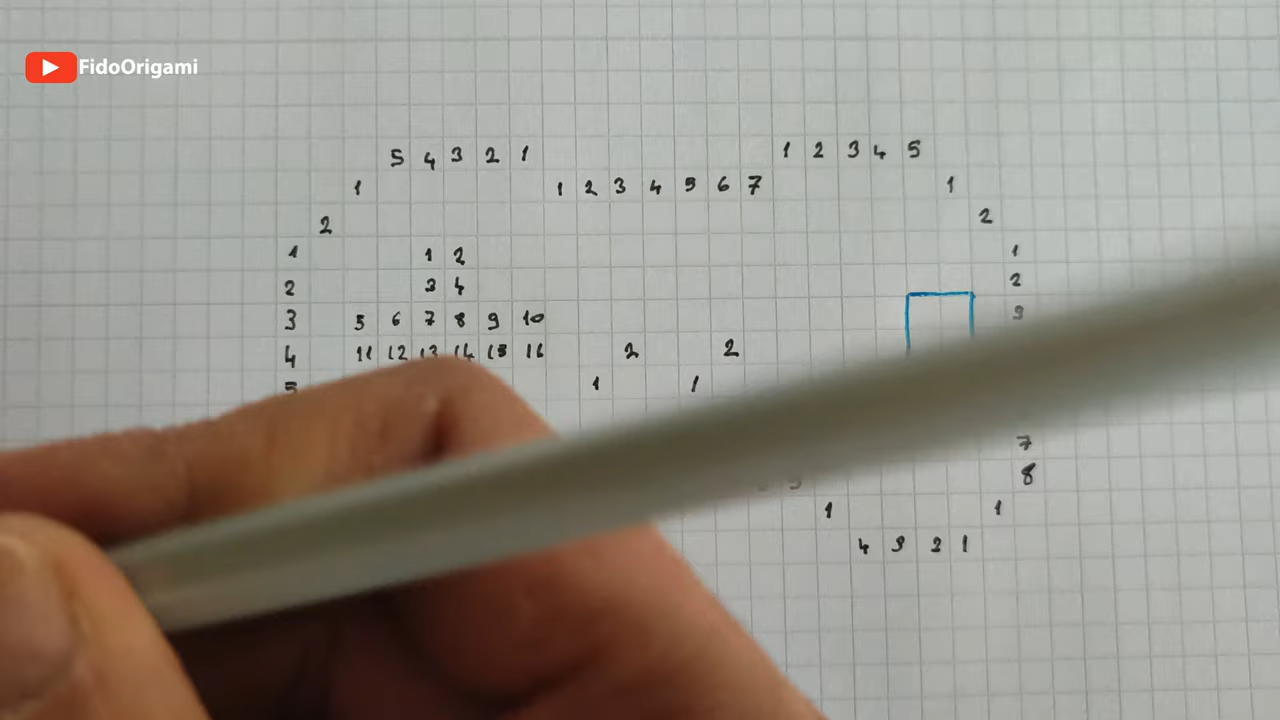 FidoOrigami
5 4 3 2 1 1 2 3 4 5
1 1 2 3 4 5 6 7 1
2 2
1 1 2 1
2 3 4 2
3 5 6 7 8 9 10 3
4 11 12 13 14 15 16 2 2
5 1 1
7
8
1 1
4 3 2 1